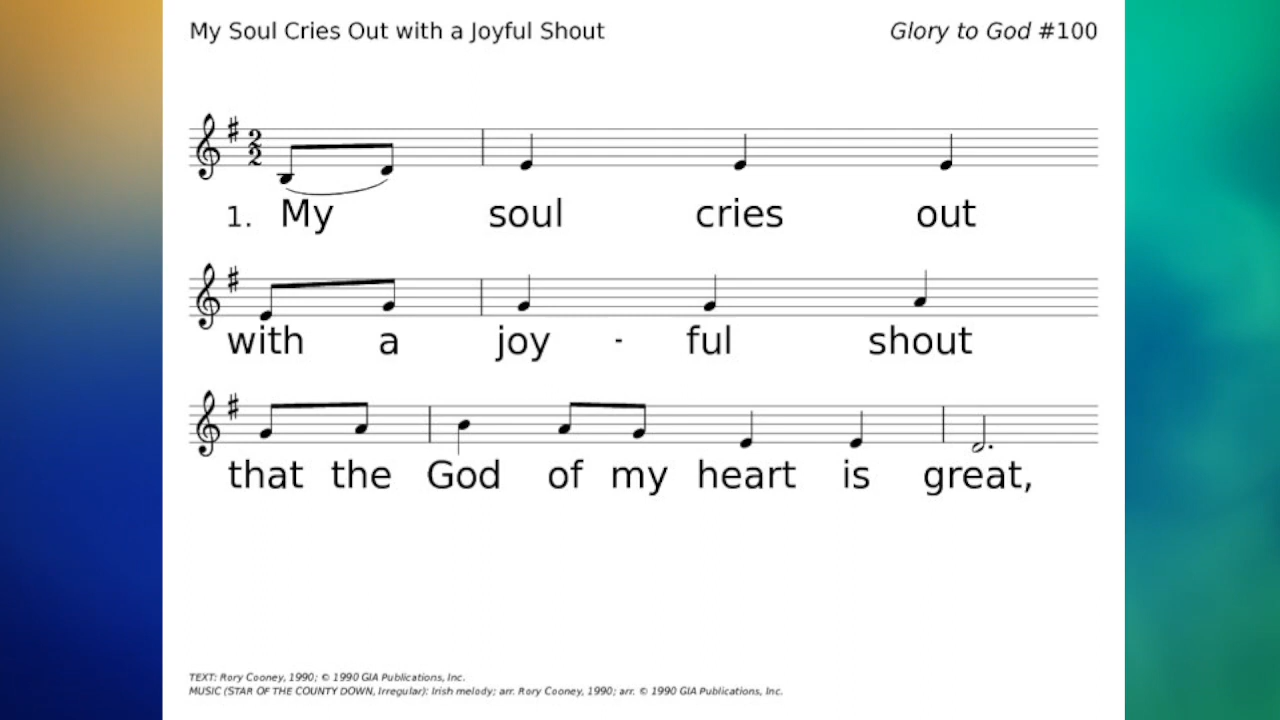 My Soul Cries Out with a Joyful Shout
Glory to God #100
1. My soul cries out
with a joy - ful shout
that the God of my heart is great,
TEXT: Rory Cooney, 1990; © 1990 GIA Publications, Inc.
MUSIC (STAR OF THE COUNTY DOWN, Irregular): Irish melody; arr. Rory Cooney, 1990; arr. © 1990 GIA Publications, Inc.